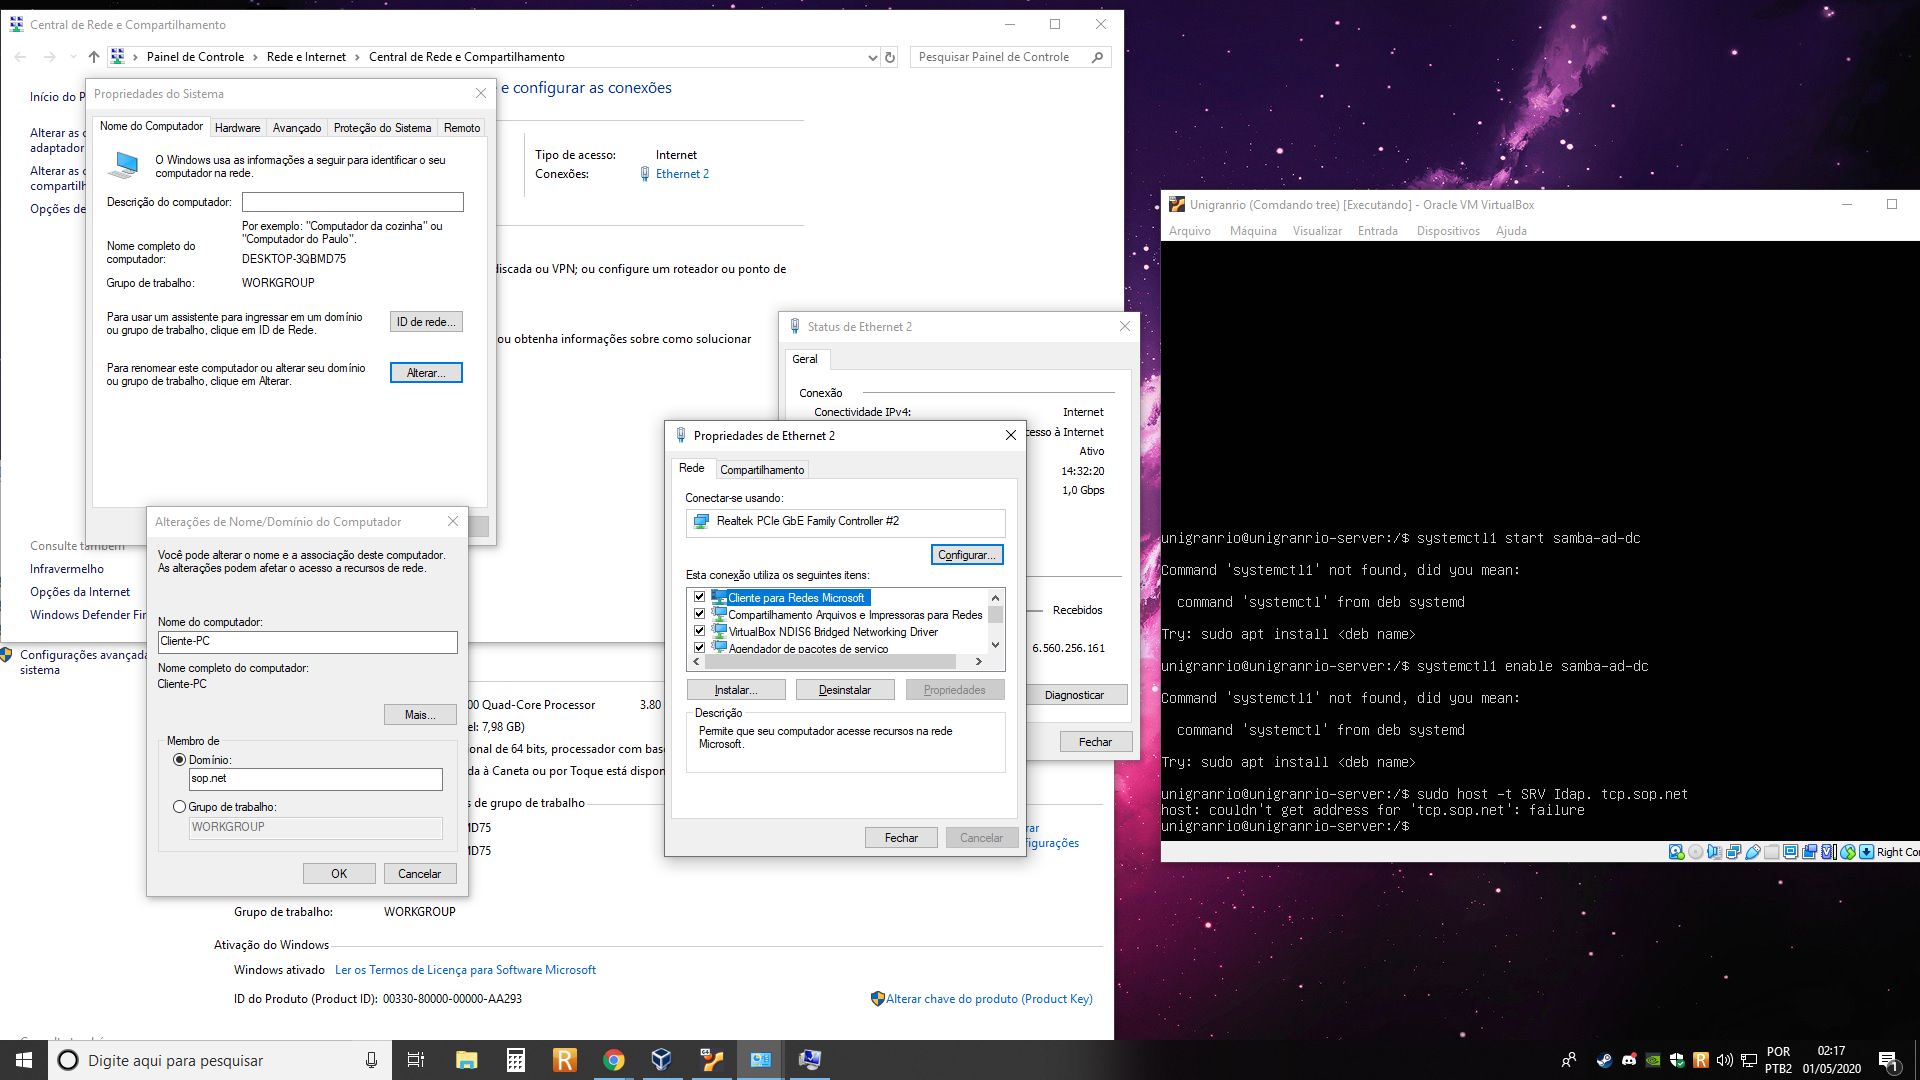 Central de Rede e Compartilhamento
Painel de Controle > Rede e Internet > Central de Rede e Compartilhamento
Pesquisar Painel de Controle
Início do P
e configurar as conexões
Alterar as c
adaptador
Alterar as c
compartilh
Opções de
Tipo de acesso: Internet
Conexões: Ethernet 2
discada ou VPN; ou configure um roteador ou ponto de
ou obtenha informações sobre como solucionar
Consulte também
Infravermelho
Opções da Internet
Windows Defender Fir
Propriedades do Sistema
Nome do Computador
Hardware
Avançado
Proteção do Sistema
Remoto
O Windows usa as informações a seguir para identificar o seu
computador na rede.
Descrição do computador:
Por exemplo: "Computador da cozinha" ou
"Computador do Paulo".
Nome completo do
computador:
DESKTOP-3QBMD75
Grupo de trabalho: WORKGROUP
Para usar um assistente para ingressar em um domínio
ou grupo de trabalho, clique em ID de Rede.
ID de rede...
Para renomear este computador ou alterar seu domínio
ou grupo de trabalho, clique em Alterar.
Alterar...
Alterações de Nome/Domínio do Computador
Você pode alterar o nome e a associação deste computador.
As alterações podem afetar o acesso a recursos de rede.
Nome do computador:
Cliente-PC
Nome completo do computador:
Cliente-PC
Mais...
Membro de
Domínio:
sop.net
Grupo de trabalho:
WORKGROUP
OK
Cancelar
Configurações avançada
sistema
00 Quad-Core Processor 3.80
el: 7,98 GB)
onal de 64 bits, processador com base
da à Caneta ou por Toque está dispon
s de grupo de trabalho
MD75
MD75
rar
figurações
Grupo de trabalho: WORKGROUP
Ativação do Windows
Windows ativado Ler os Termos de Licença para Software Microsoft
ID do Produto (Product ID): 00330-80000-00000-AA293
Alterar chave do produto (Product Key)
Status de Ethernet 2
Geral
Conexão
Conectividade IPv4: Internet
cesso à Internet
Ativo
14:32:20
1,0 Gbps
Recebidos
6.560.256.161
Diagnosticar
Fechar
Propriedades de Ethernet 2
Rede
Compartilhamento
Conectar-se usando:
Realtek PCIe GbE Family Controller #2
Configurar...
Esta conexão utiliza os seguintes itens:
Cliente para Redes Microsoft
Compartilhamento Arquivos e Impressoras para Redes
VirtualBox NDIS6 Bridged Networking Driver
Agendador de pacotes de serviço
Instalar...
Desinstalar
Propriedades
Descrição
Permite que seu computador acesse recursos na rede
Microsoft.
Fechar
Cancelar
Unigranrio (Comdando tree) [Executando] - Oracle VM VirtualBox
Arquivo Máquina Visualizar Entrada Dispositivos Ajuda
unigranrio@unigranrio-server:/$ systemctl1 start samba-ad-dc
Command 'systemctl1' not found, did you mean:
command 'systemctl' from deb systemd
Try: sudo apt install <deb name>
unigranrio@unigranrio-server:/$ systemctl1 enable samba-ad-dc
Command 'systemctl1' not found, did you mean:
command 'systemctl' from deb systemd
Try: sudo apt install <deb name>
unigranrio@unigranrio-server:/$ sudo host -t SRV Idap. tcp.sop.net
host: couldn't get address for 'tcp.sop.net': failure
unigranrio@unigranrio-server:/$
Right Co
Digite aqui para pesquisar
POR
PTB2
02:17
01/05/2020
1